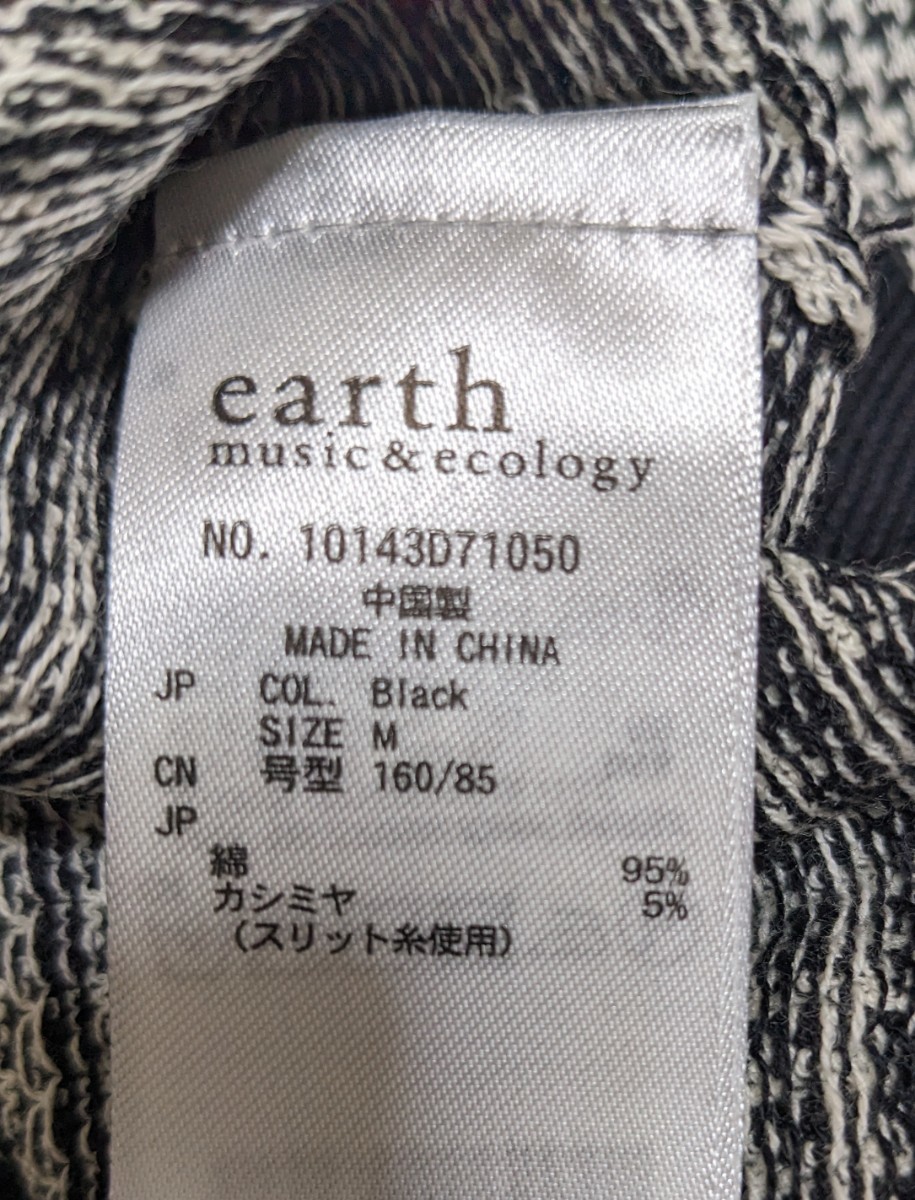 earth
music & ecology
NO. 10143D71050
中国製
MADE IN CHINA
JP COL. Black
SIZE M
CN 号型 160/85
JP
綿 95%
カシミヤ 5%
(スリット糸使用)